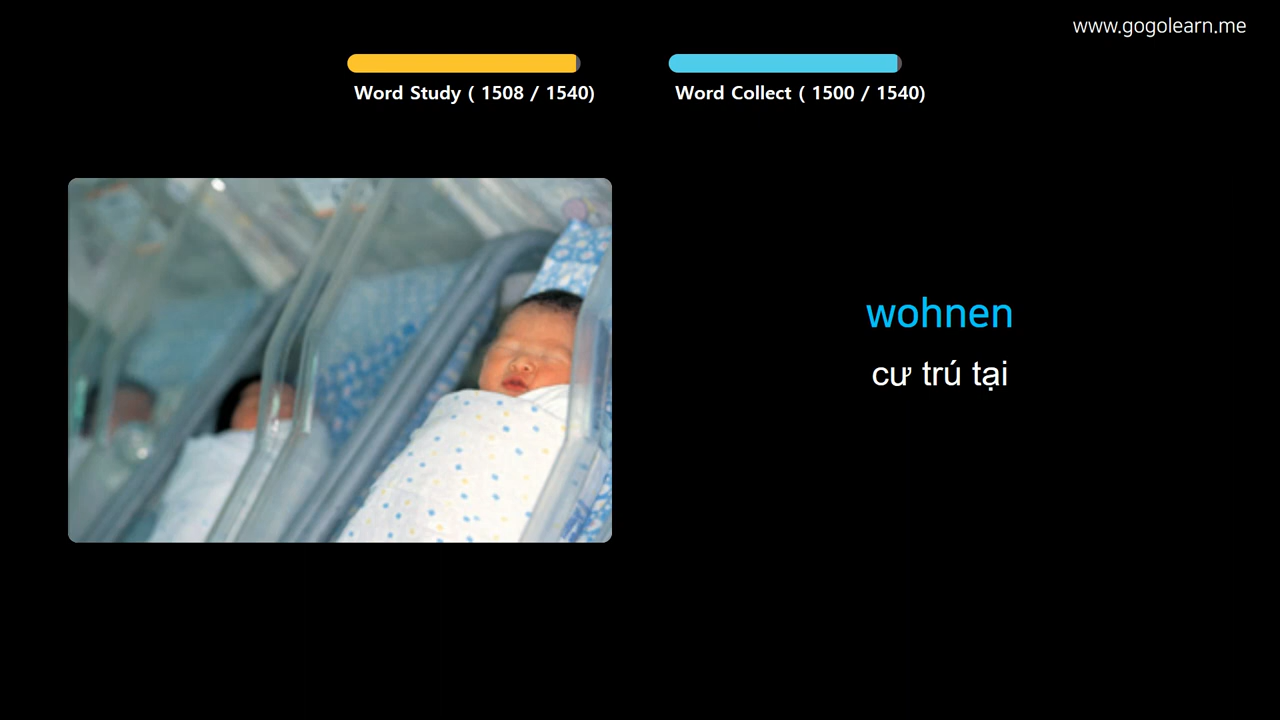 www.gogolearn.me
Word Study ( 1508 / 1540)
Word Collect ( 1500 / 1540)
wohnen
cư trú tại